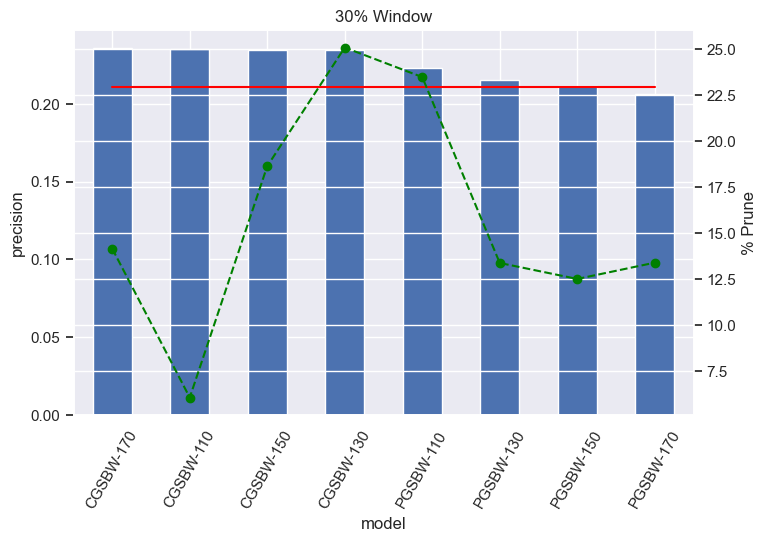 30% Window
precision
0.20
0.15
0.10
0.05
0.00
25.0
22.5
20.0
17.5
15.0
12.5
10.0
7.5
% Prune
CGSBW-170
CGSBW-110
CGSBW-150
CGSBW-130
PGSBW-110
PGSBW-130
PGSBW-150
PGSBW-170
model